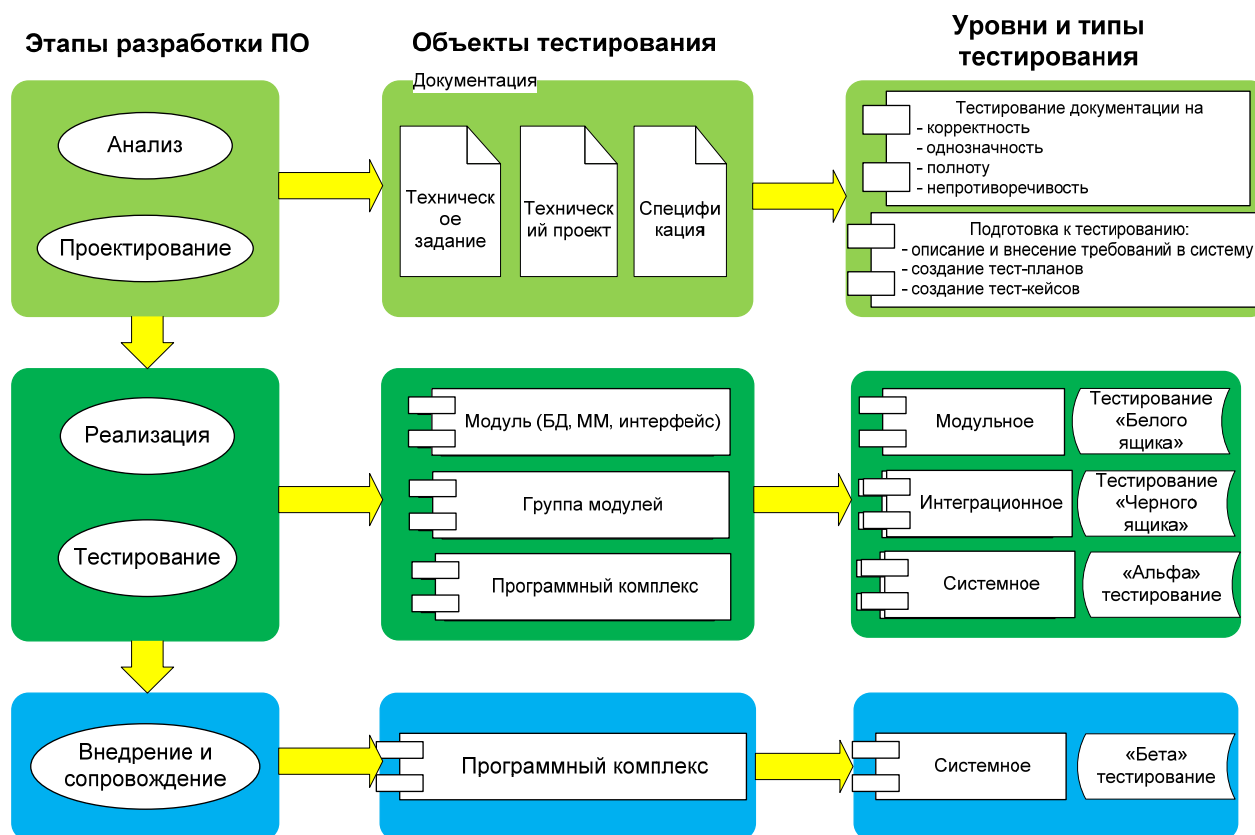 Этапы разработки ПО
Объекты тестирования
Уровни и типы
тестирования
Анализ
Проектирование
Документация
Техническ
ое
задание
Техническ
ий проект
Специфи
кация
Тестирование документации на
- корректность
- однозначность
- полноту
- непротиворечивость
Подготовка к тестированию:
- описание и внесение требований в систему
- создание тест-планов
- создание тест-кейсов
Реализация
Тестирование
Модуль (БД, ММ, интерфейс)
Группа модулей
Программный комплекс
Модульное
Тестирование
«Белого
ящика»
Интеграционное
Тестирование
«Черного
ящика»
Системное
«Альфа»
тестирование
Внедрение и
сопровождение
Программный комплекс
Системное
«Бета»
тестирование